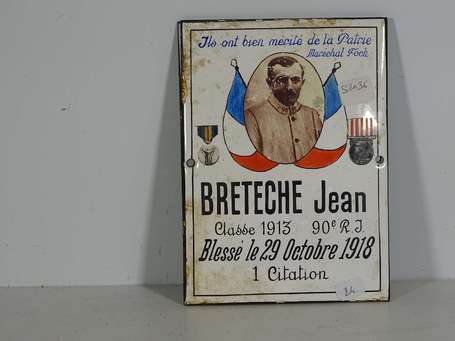 Ils ont bien mérité de la Patrie
Maréchal Foch
BRETECHE Jean
Classe 1913 90e R.I.
Blessé le 29 Octobre 1918
1 Citation